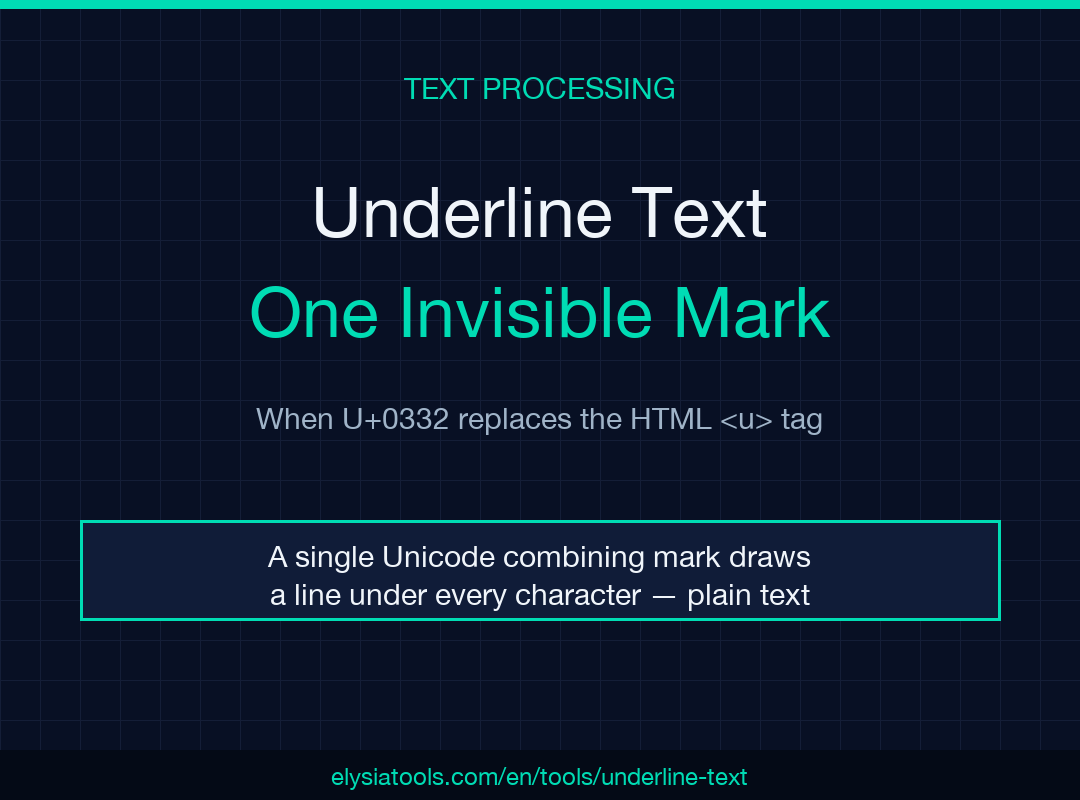 TEXT PROCESSING
Underline Text
One Invisible Mark
When U+0332 replaces the HTML <u> tag
A single Unicode combining mark draws
a line under every character — plain text
elysiatools.com/en/tools/underline-text